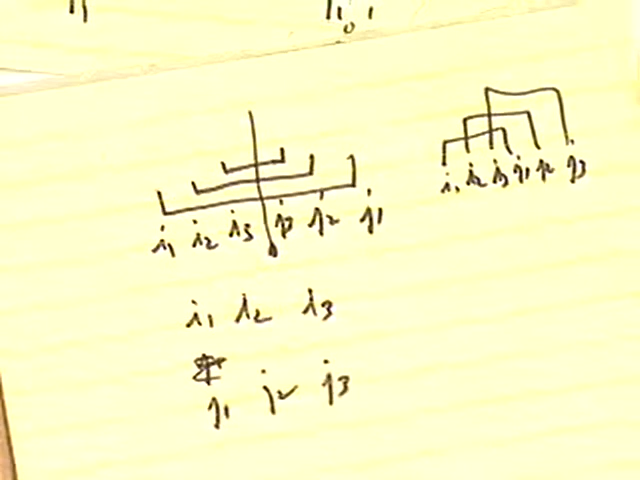 i1 i2 i3 j3 j2 j1
i1 i2 i3 j1 j2 j3
i1 i2 i3
j1 j2 j3